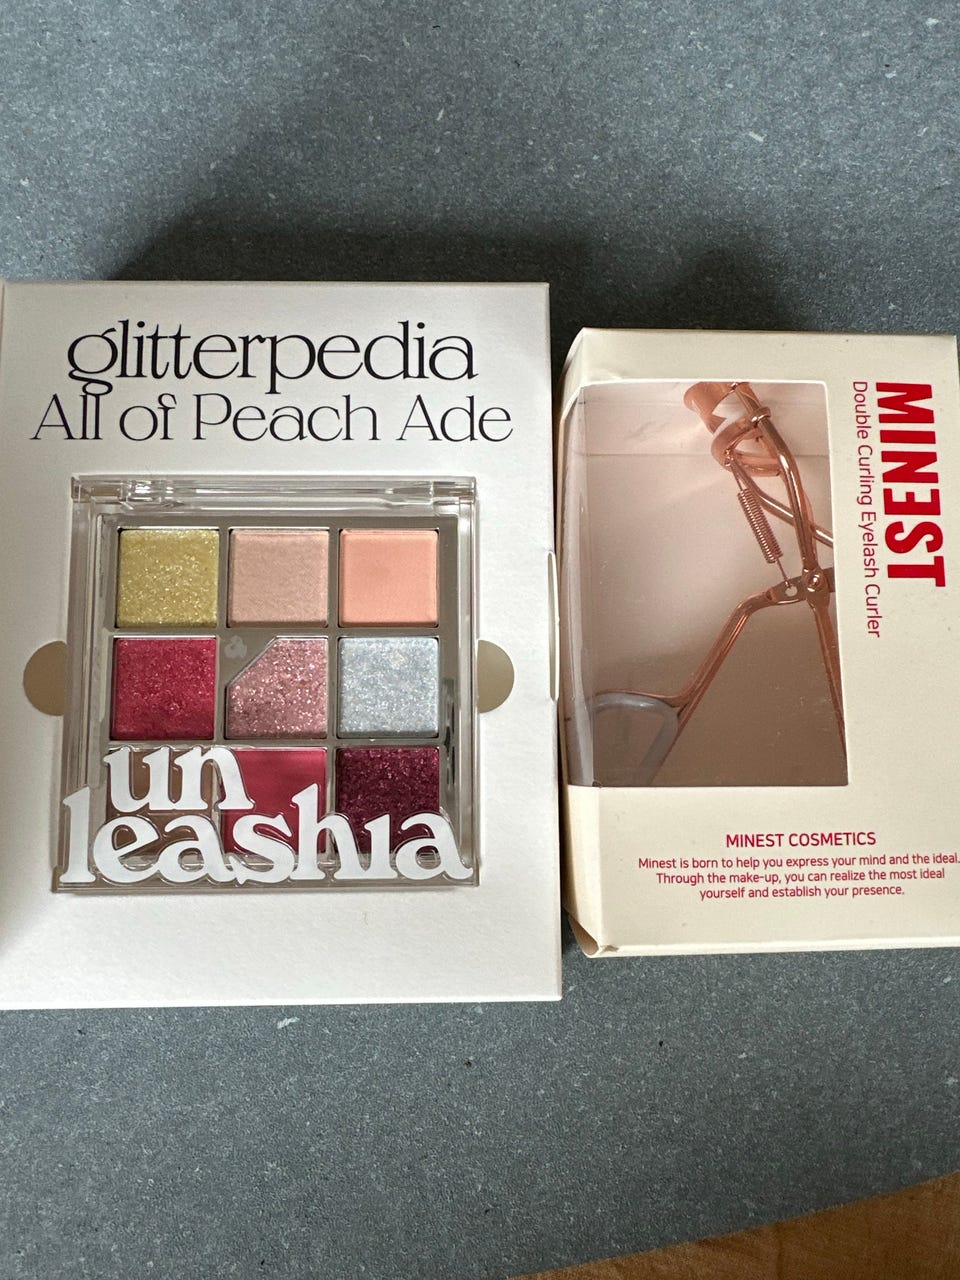 glitterpedia
All of Peach Ade
un
leashia
MINEST
Double Curling Eyelash Curler
MINEST COSMETICS
Minest is born to help you express your mind and the ideal.
Through the make-up, you can realize the most ideal
yourself and establish your presence.